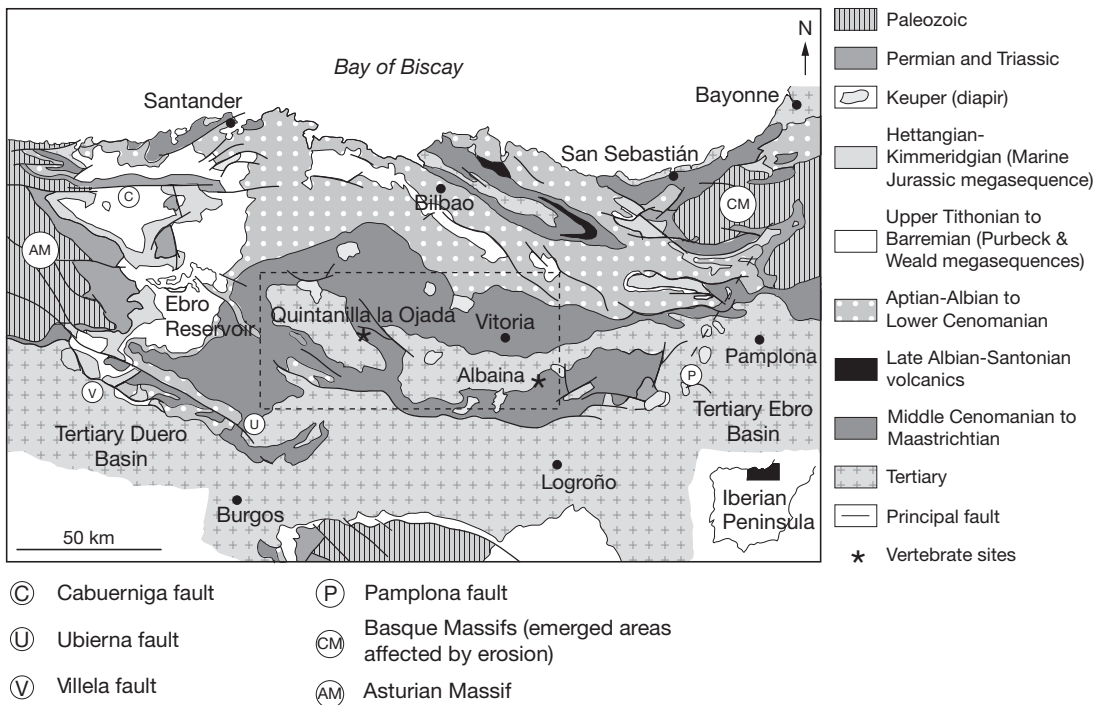 Bay of Biscay
N
Santander
Bayonne
San Sebastián
Bilbao
C
CM
AM
Ebro
Reservoir
Quintanilla la Ojada
Vitoria
Albaina
Pamplona
P
V
U
Tertiary Duero
Basin
Tertiary Ebro
Basin
Logroño
Burgos
Iberian
Peninsula
50 km
Paleozoic
Permian and Triassic
Keuper (diapir)
Hettangian-
Kimmeridgian (Marine
Jurassic megasequence)
Upper Tithonian to
Barremian (Purbeck &
Weald megasequences)
Aptian-Albian to
Lower Cenomanian
Late Albian-Santonian
volcanics
Middle Cenomanian to
Maastrichtian
Tertiary
Principal fault
* Vertebrate sites
C Cabuerniga fault
U Ubierna fault
V Villela fault
P Pamplona fault
CM Basque Massifs (emerged areas
affected by erosion)
AM Asturian Massif